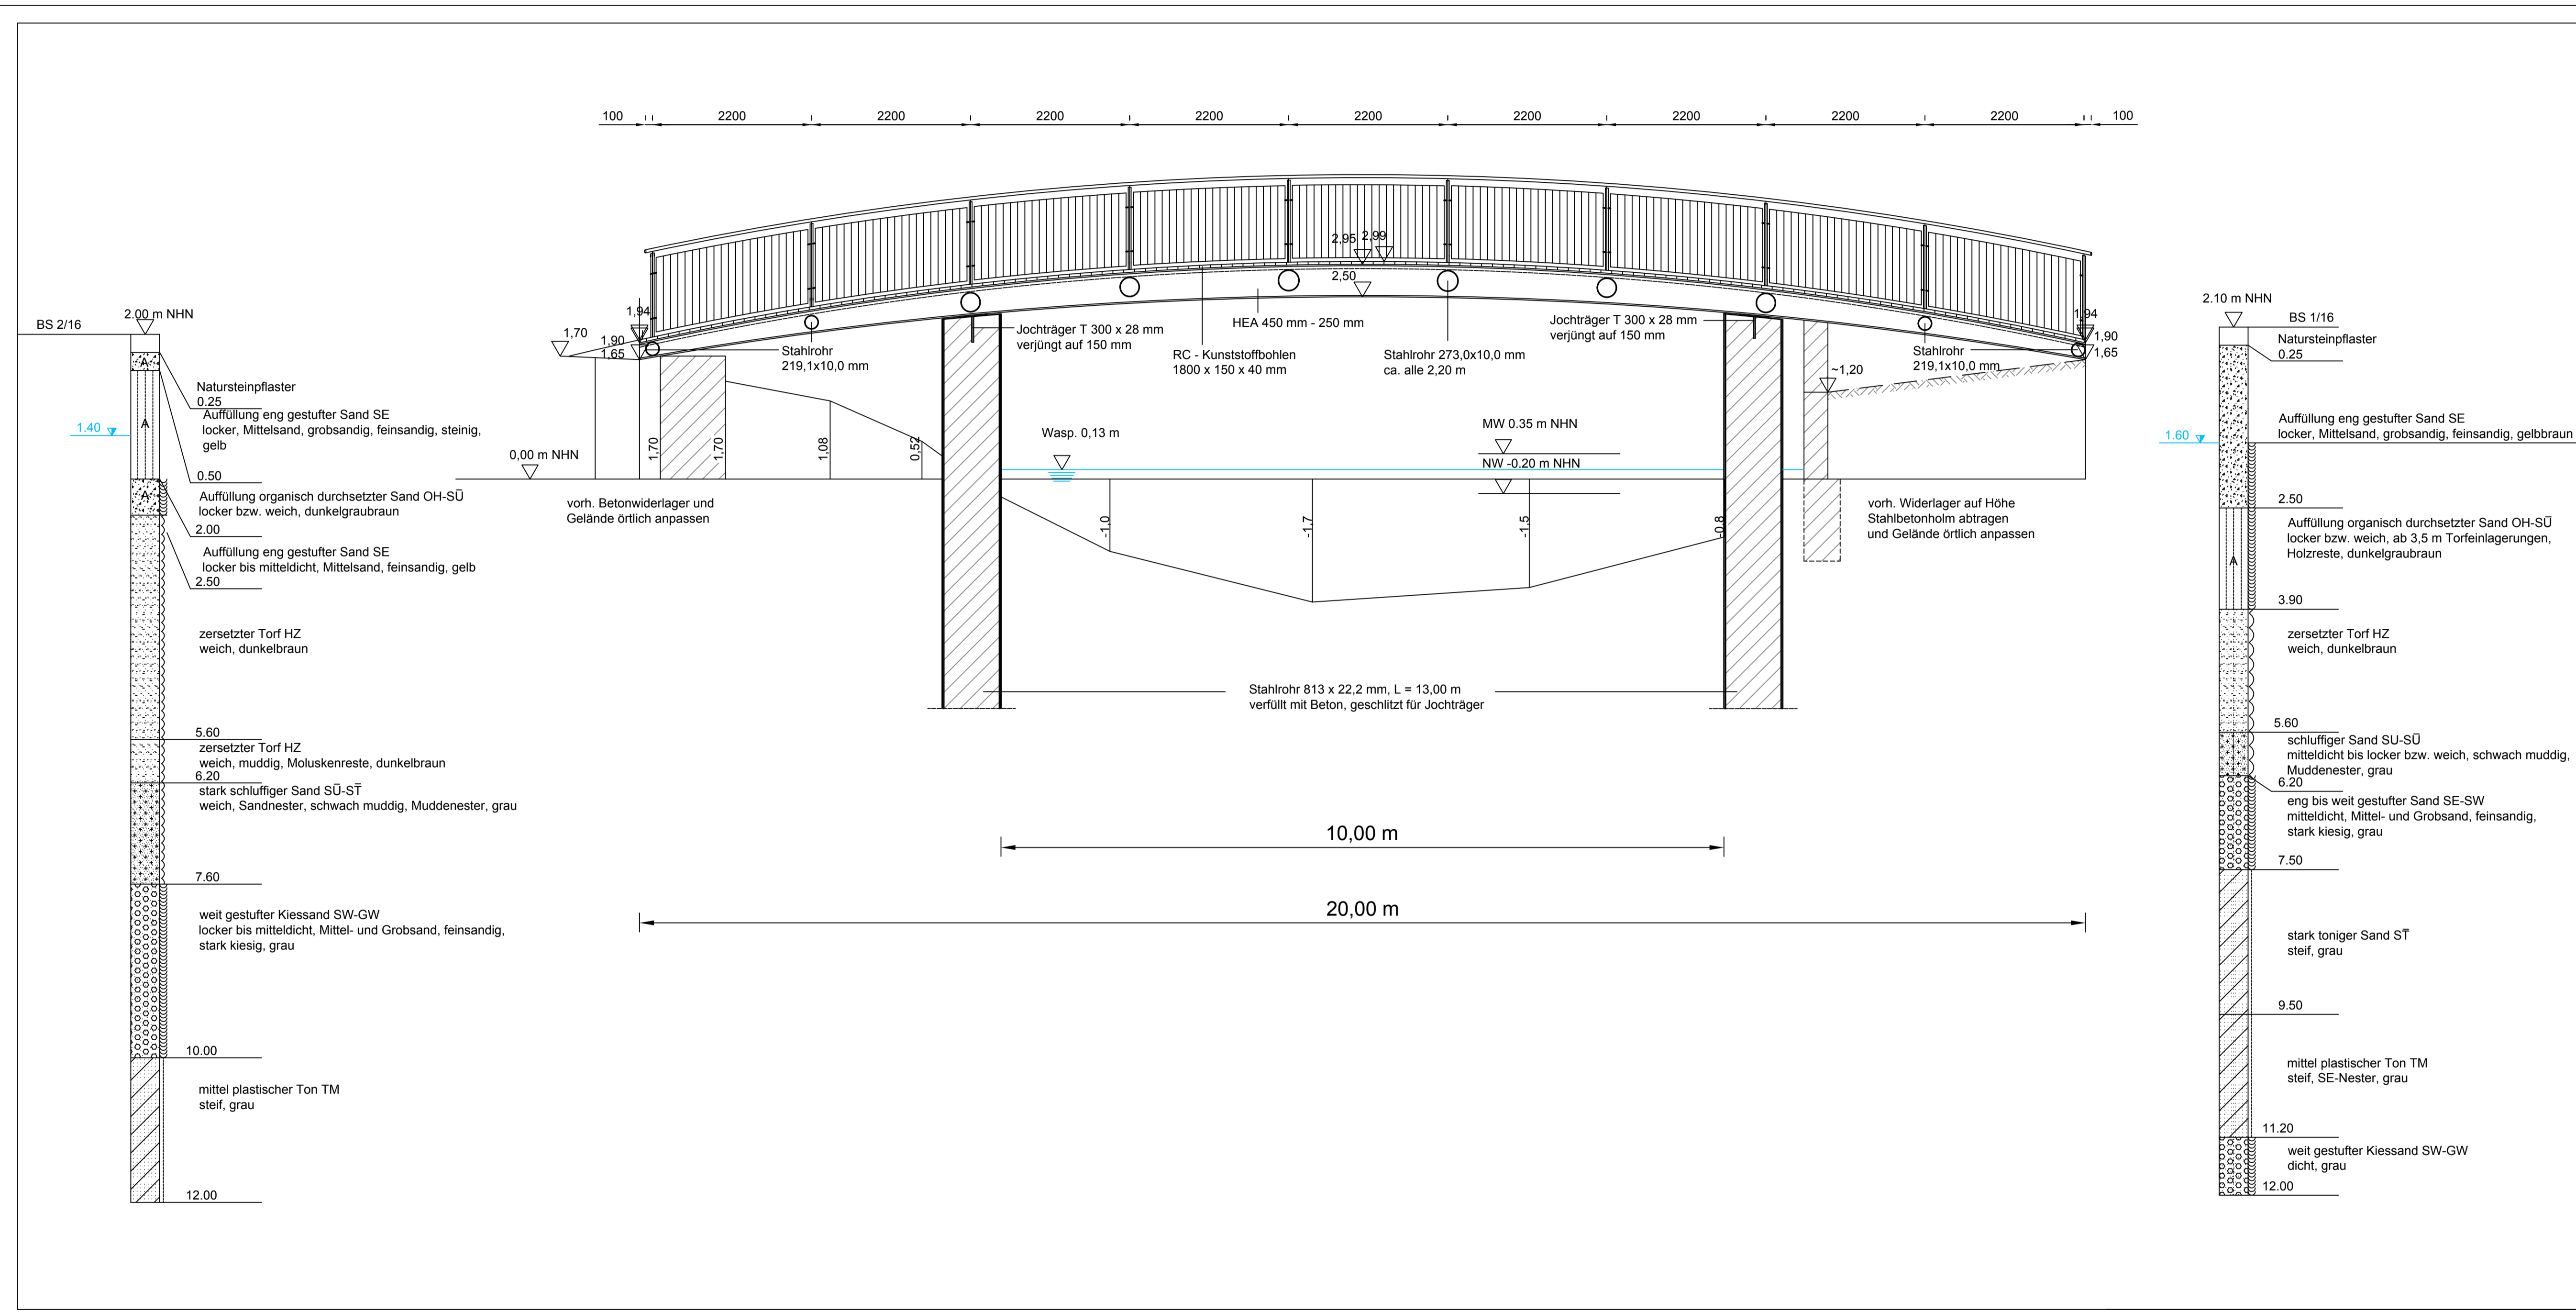 100 2200 2200 2200 2200 2200 2200 2200 2200 2200 100
BS 2/16
2.00 m NHN
A
A
A
1.40
Natursteinpflaster
0.25
Auffüllung eng gestufter Sand SE
locker, Mittelsand, grobsandig, feinsandig, steinig,
gelb
0.50
Auffüllung organisch durchsetzter Sand OH-SŪ
locker bzw. weich, dunkelgraubraun
2.00
Auffüllung eng gestufter Sand SE
locker bis mitteldicht, Mittelsand, feinsandig, gelb
2.50
zersetzter Torf HZ
weich, dunkelbraun
5.60
zersetzter Torf HZ
weich, muddig, Moluskenreste, dunkelbraun
6.20
stark schluffiger Sand SŪ-ST̅
weich, Sandnester, schwach muddig, Muddenester, grau
7.60
weit gestufter Kiessand SW-GW
locker bis mitteldicht, Mittel- und Grobsand, feinsandig,
stark kiesig, grau
10.00
mittel plastischer Ton TM
steif, grau
12.00
2,95 2,99
2,50
1,94
1,70
1,90
1,65
Stahlrohr
219,1x10,0 mm
Jochträger T 300 x 28 mm
verjüngt auf 150 mm
HEA 450 mm - 250 mm
RC - Kunststoffbohlen
1800 x 150 x 40 mm
Stahlrohr 273,0x10,0 mm
ca. alle 2,20 m
Jochträger T 300 x 28 mm
verjüngt auf 150 mm
Stahlrohr
219,1x10,0 mm
1,94
1,90
1,65
~1,20
0,00 m NHN
1,70
1,70
1,08
0,52
Wasp. 0,13 m
MW 0.35 m NHN
NW -0.20 m NHN
-1,0
-1,7
-1,5
-0,8
vorh. Betonwiderlager und
Gelände örtlich anpassen
vorh. Widerlager auf Höhe
Stahlbetonholm abtragen
und Gelände örtlich anpassen
Stahlrohr 813 x 22,2 mm, L = 13,00 m
verfüllt mit Beton, geschlitzt für Jochträger
10,00 m
20,00 m
2.10 m NHN
BS 1/16
Natursteinpflaster
0.25
1.60
Auffüllung eng gestufter Sand SE
locker, Mittelsand, grobsandig, feinsandig, gelbbraun
2.50
Auffüllung organisch durchsetzter Sand OH-SŪ
locker bzw. weich, ab 3,5 m Torfeinlagerungen,
Holzreste, dunkelgraubraun
A
3.90
zersetzter Torf HZ
weich, dunkelbraun
5.60
schluffiger Sand SU-SŪ
mitteldicht bis locker bzw. weich, schwach muddig,
Muddenester, grau
6.20
eng bis weit gestufter Sand SE-SW
mitteldicht, Mittel- und Grobsand, feinsandig,
stark kiesig, grau
7.50
stark toniger Sand ST̅
steif, grau
9.50
mittel plastischer Ton TM
steif, SE-Nester, grau
11.20
weit gestufter Kiessand SW-GW
dicht, grau
12.00